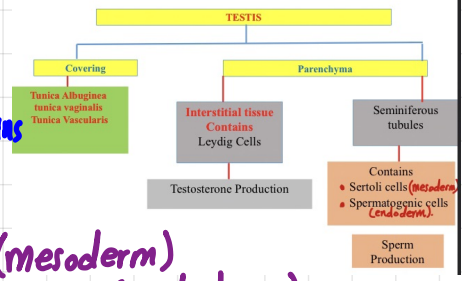 TESTIS
Covering
Parenchyma
Tunica Albuginea
tunica vaginalis
Tunica Vascularis
Interstitial tissue
Contains
Leydig Cells
Seminiferous
tubules
Testosterone Production
Contains
• Sertoli cells (mesoderm)
• Spermatogenic cells
(endoderm).
Sperm
Production
(mesoderm)